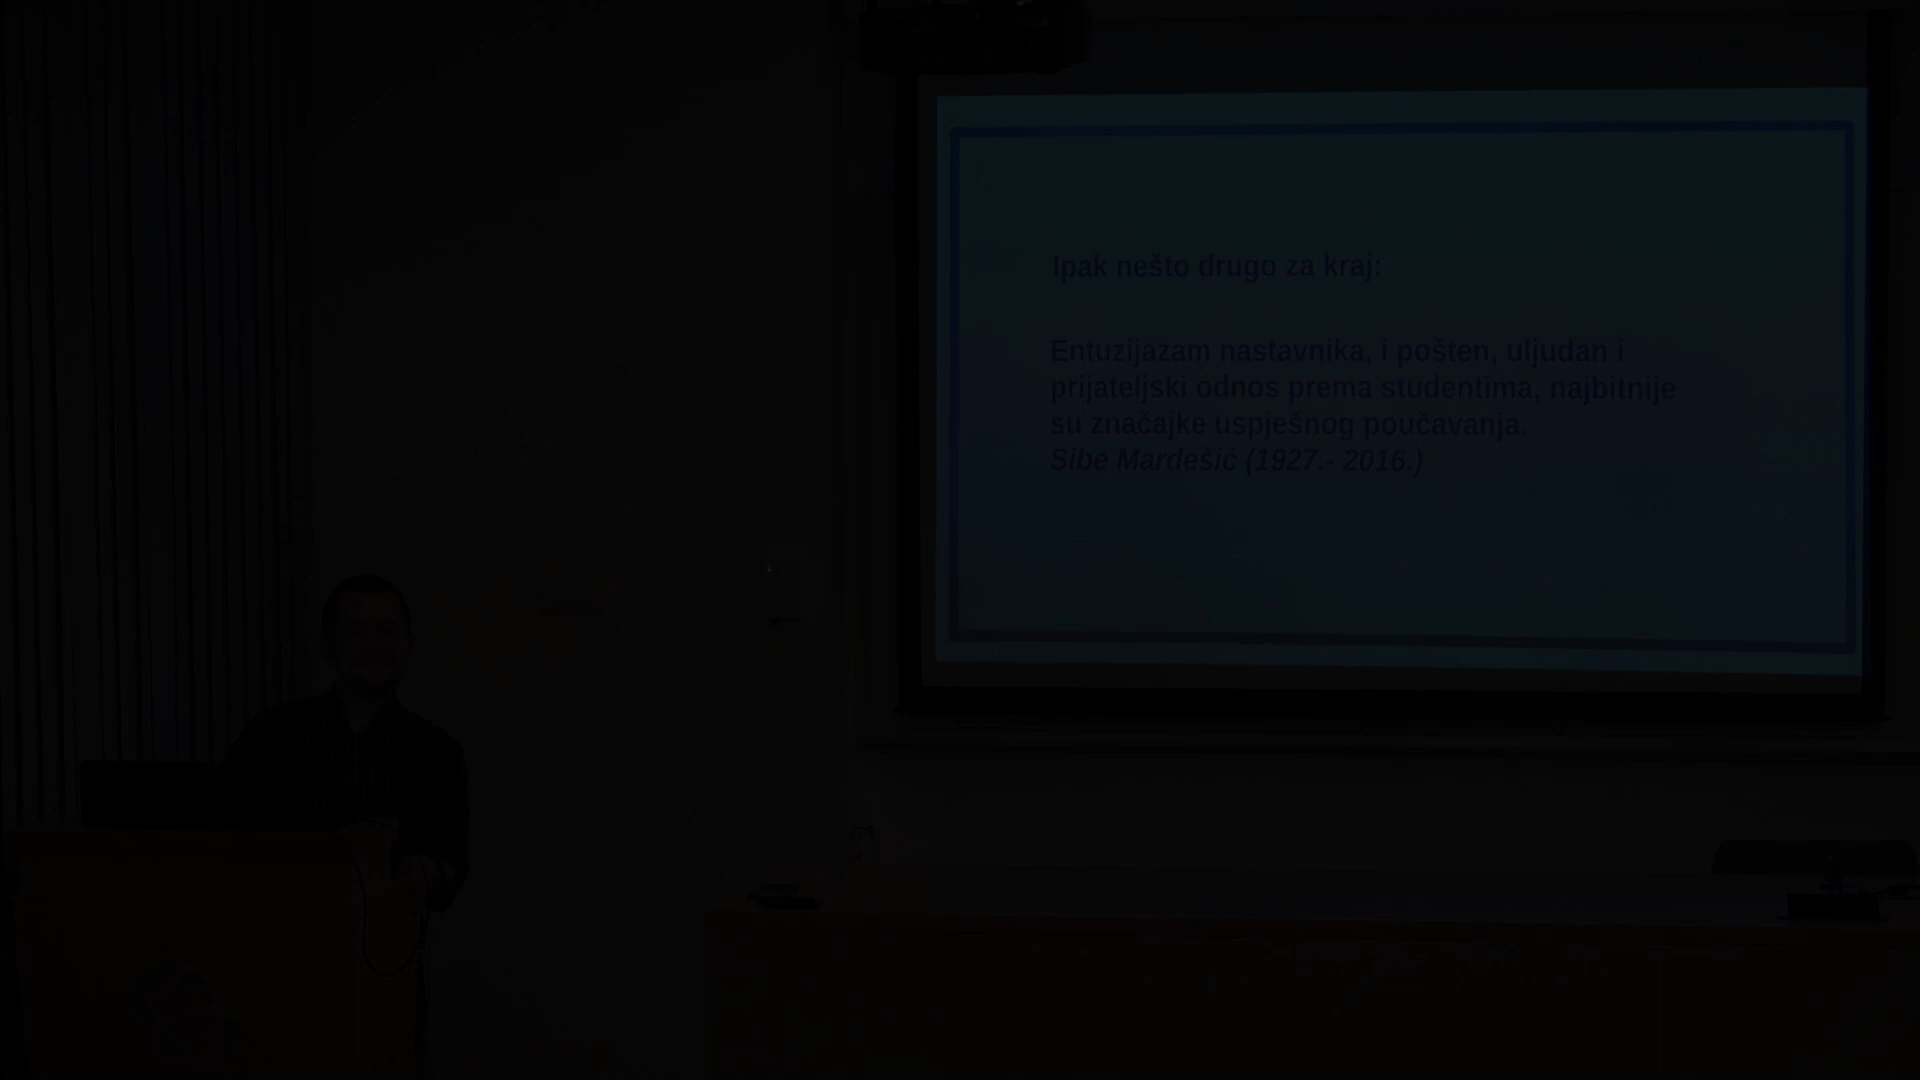 Ipak nešto drugo za kraj:
Entuzijazam nastavnika, i pošten, uljudan i
prijateljski odnos prema studentima, najbitnije
su značajke uspješnog poučavanja.
Sibe Mardešić (1927.- 2016.)